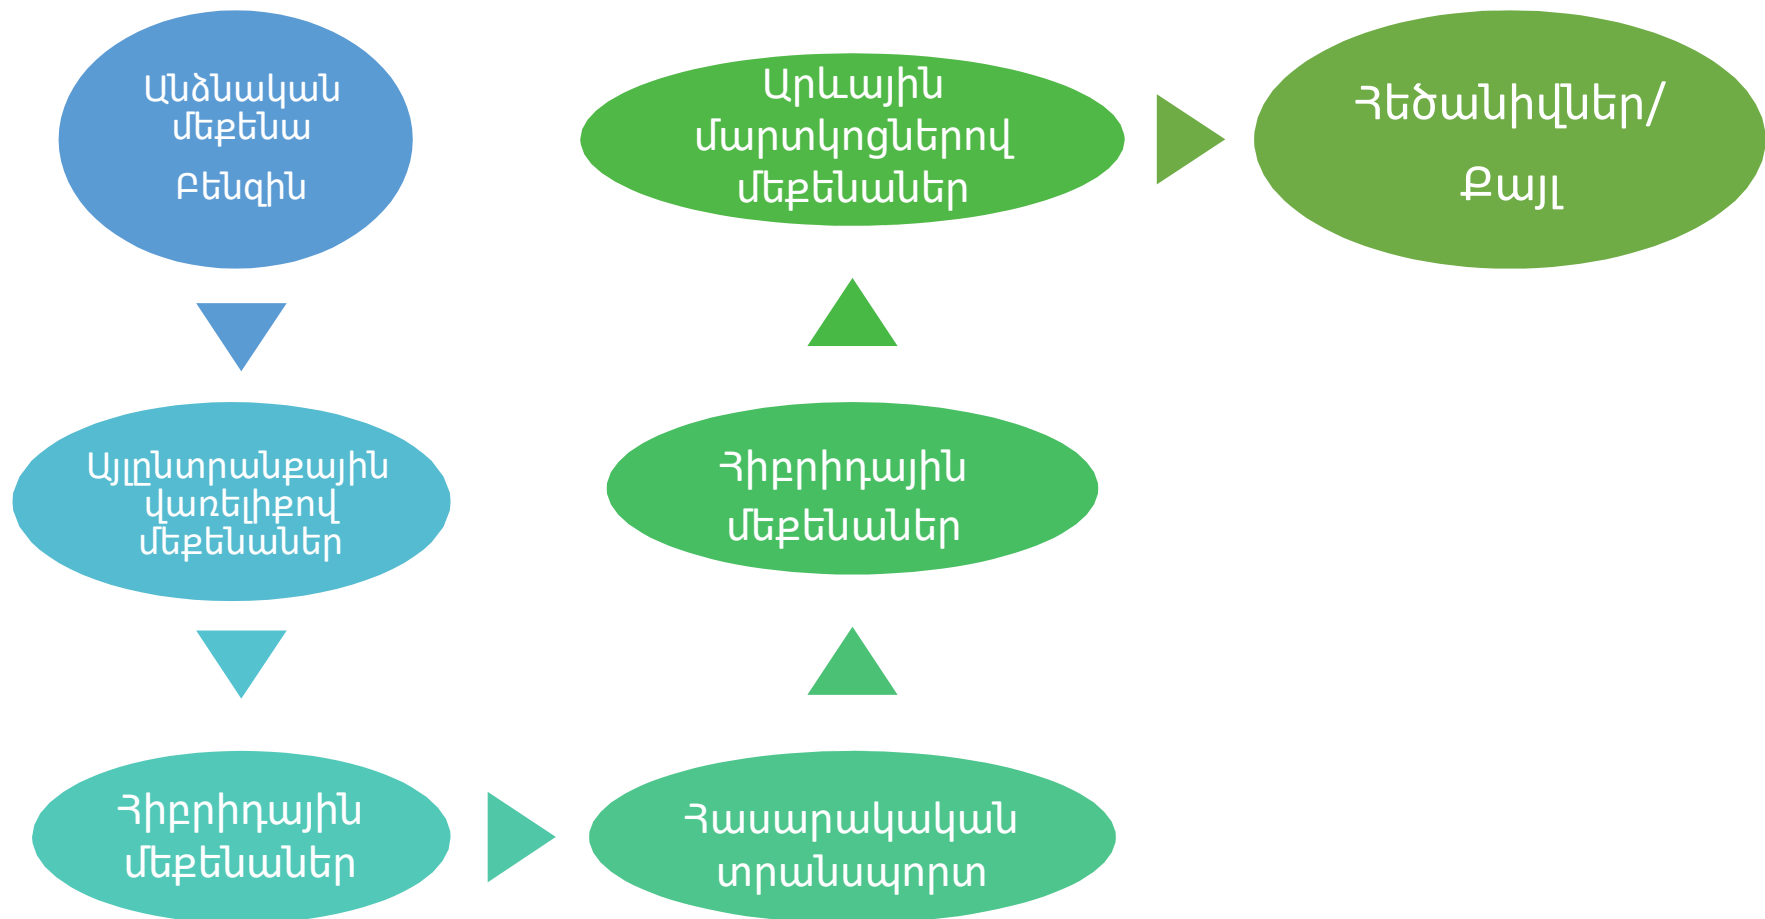 Անձնական
մեքենա
Բենզին
Այլընտրանքային
վառելիքով
մեքենաներ
Հիբրիդային
մեքենաներ
Հասարակական
տրանսպորտ
Հիբրիդային
մեքենաներ
Արևային
մարտկոցներով
մեքենաներ
Հեծանիվներ/
Քայլ